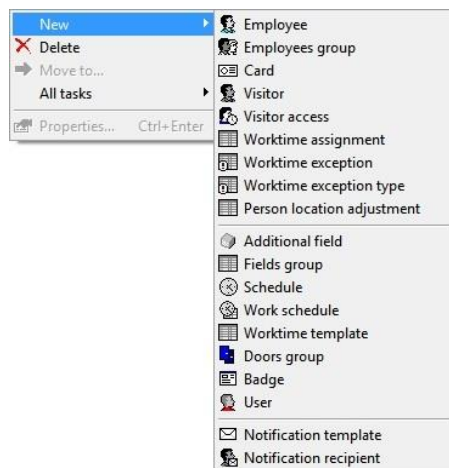 New
Delete
Move to...
All tasks
Properties... Ctrl+Enter
Employee
Employees group
Card
Visitor
Visitor access
Worktime assignment
Worktime exception
Worktime exception type
Person location adjustment
Additional field
Fields group
Schedule
Work schedule
Worktime template
Doors group
Badge
User
Notification template
Notification recipient